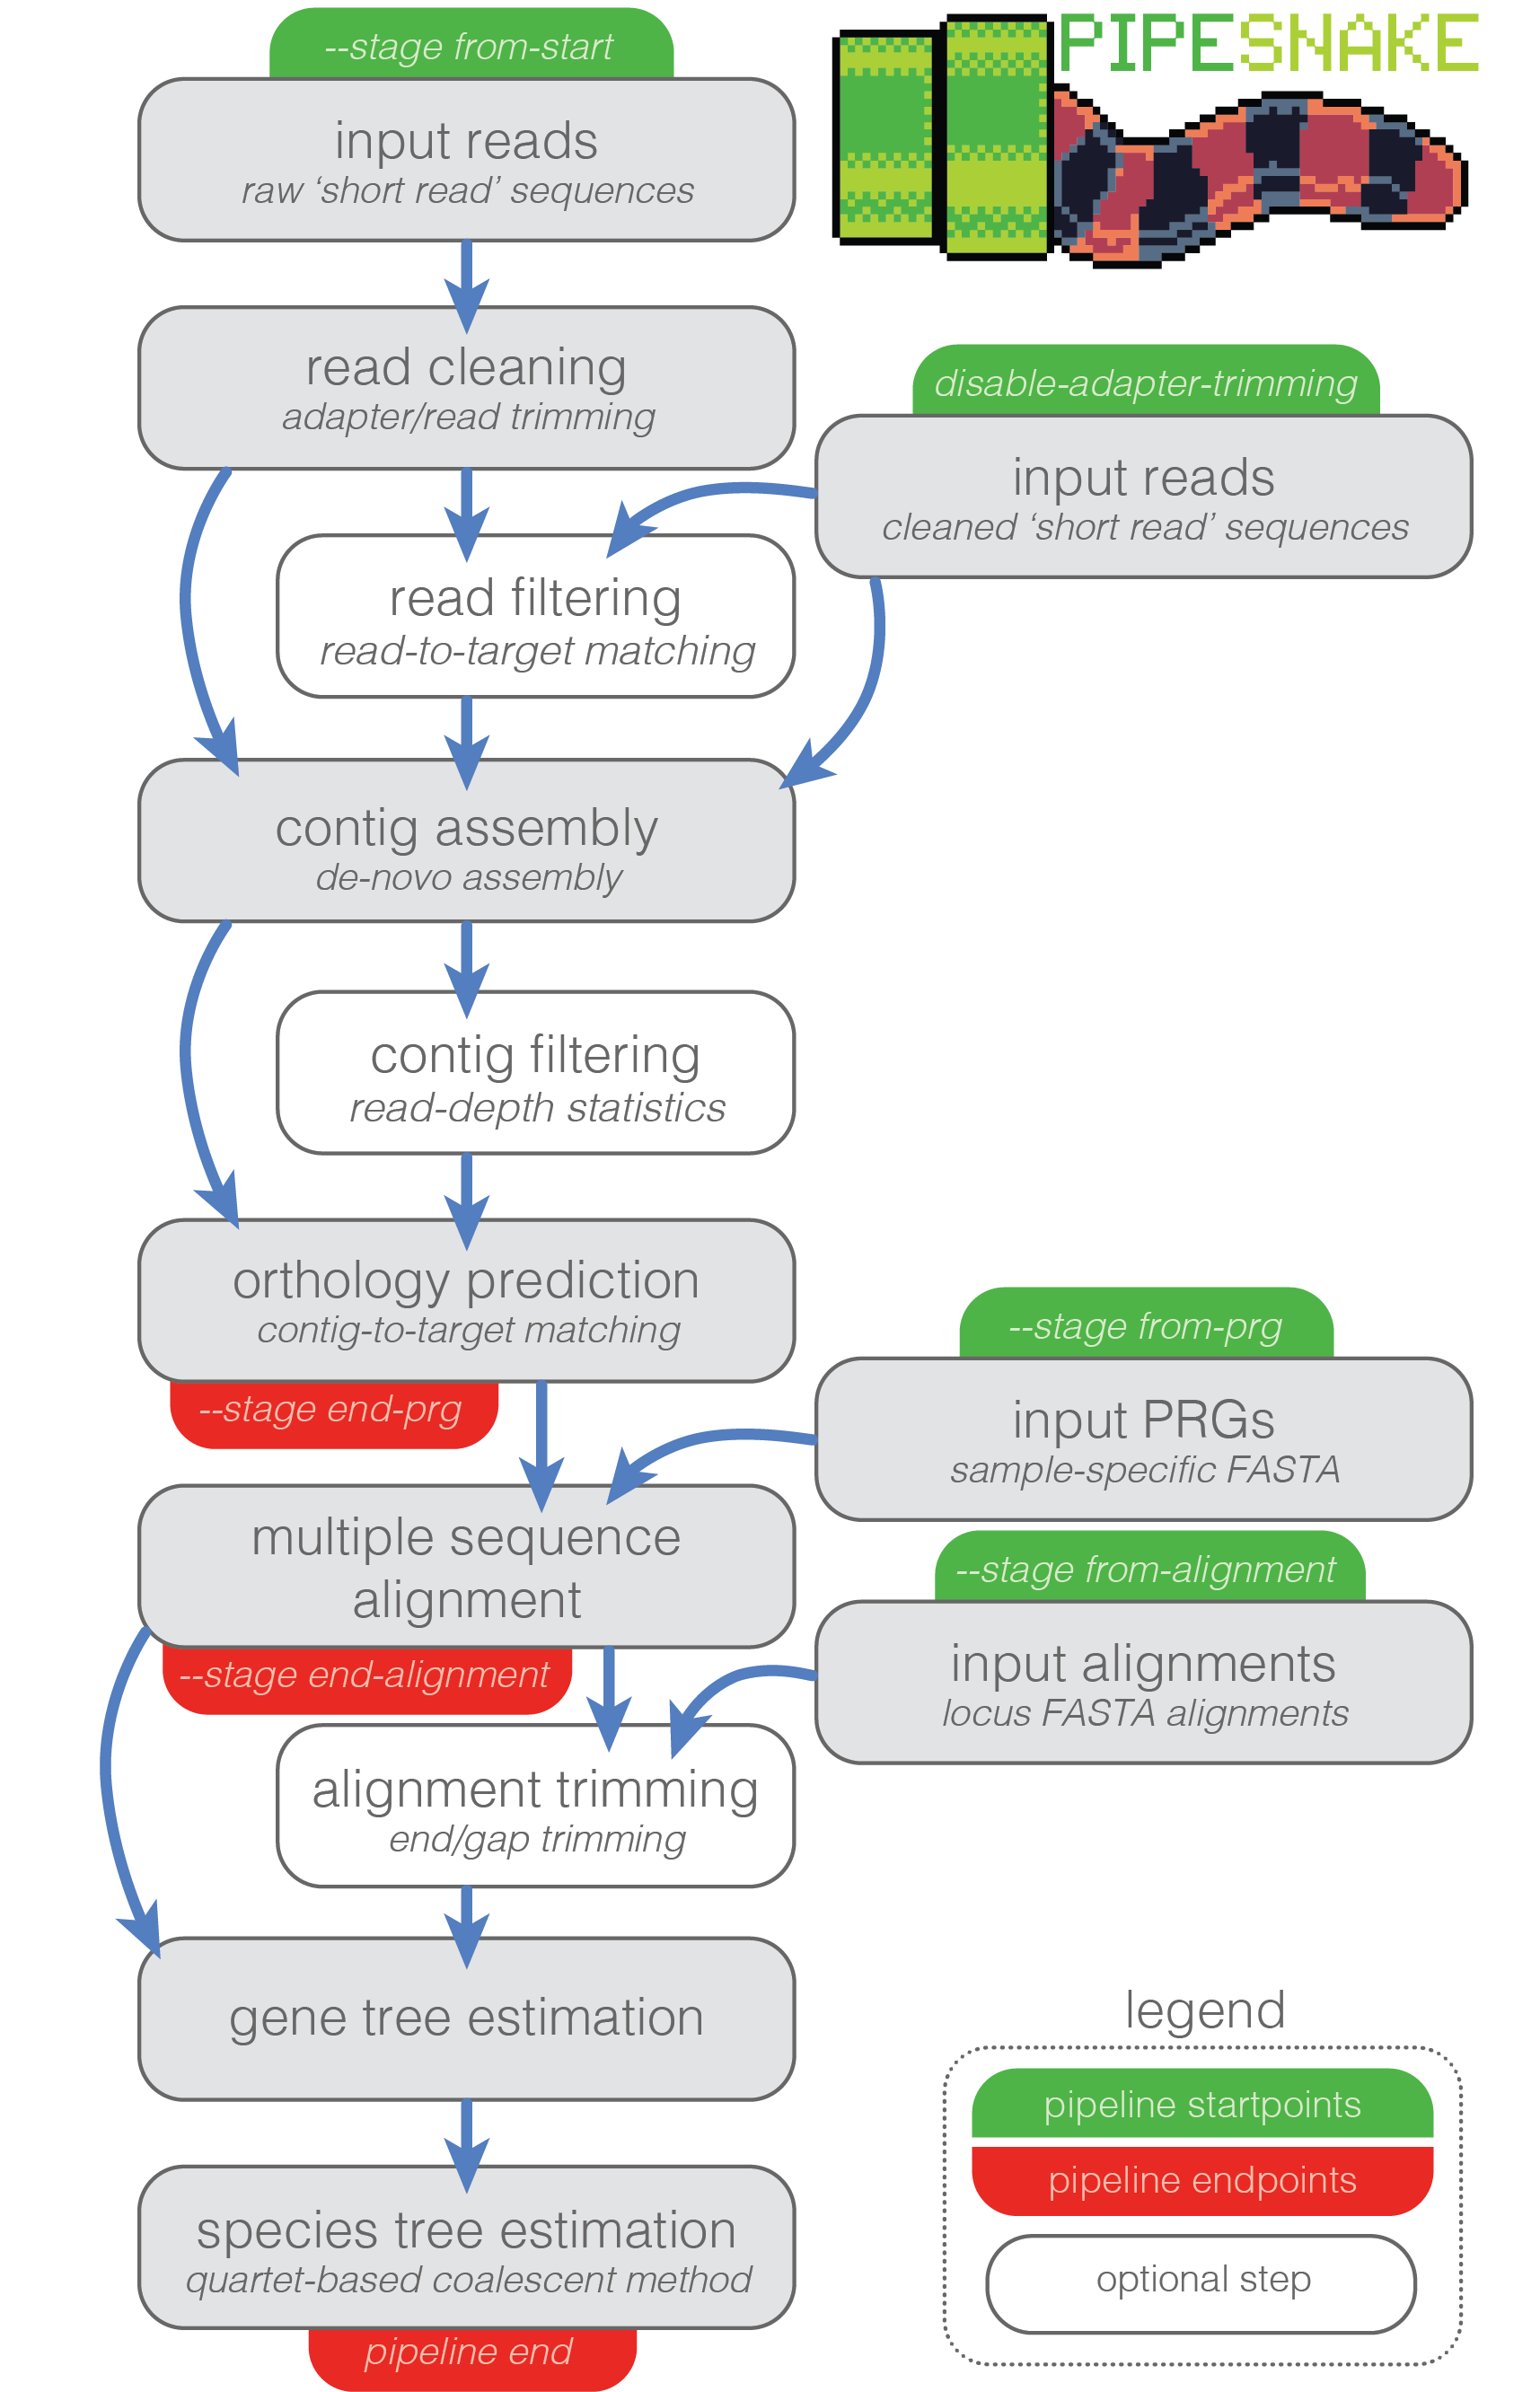 --stage from-start
PIPESNAKE
input reads
raw ‘short read’ sequences
read cleaning
adapter/read trimming
disable-adapter-trimming
input reads
cleaned ‘short read’ sequences
read filtering
read-to-target matching
contig assembly
de-novo assembly
contig filtering
read-depth statistics
orthology prediction
contig-to-target matching
--stage end-prg
--stage from-prg
input PRGs
sample-specific FASTA
multiple sequence
alignment
--stage end-alignment
--stage from-alignment
input alignments
locus FASTA alignments
alignment trimming
end/gap trimming
gene tree estimation
species tree estimation
quartet-based coalescent method
pipeline end
legend
pipeline startpoints
pipeline endpoints
optional step